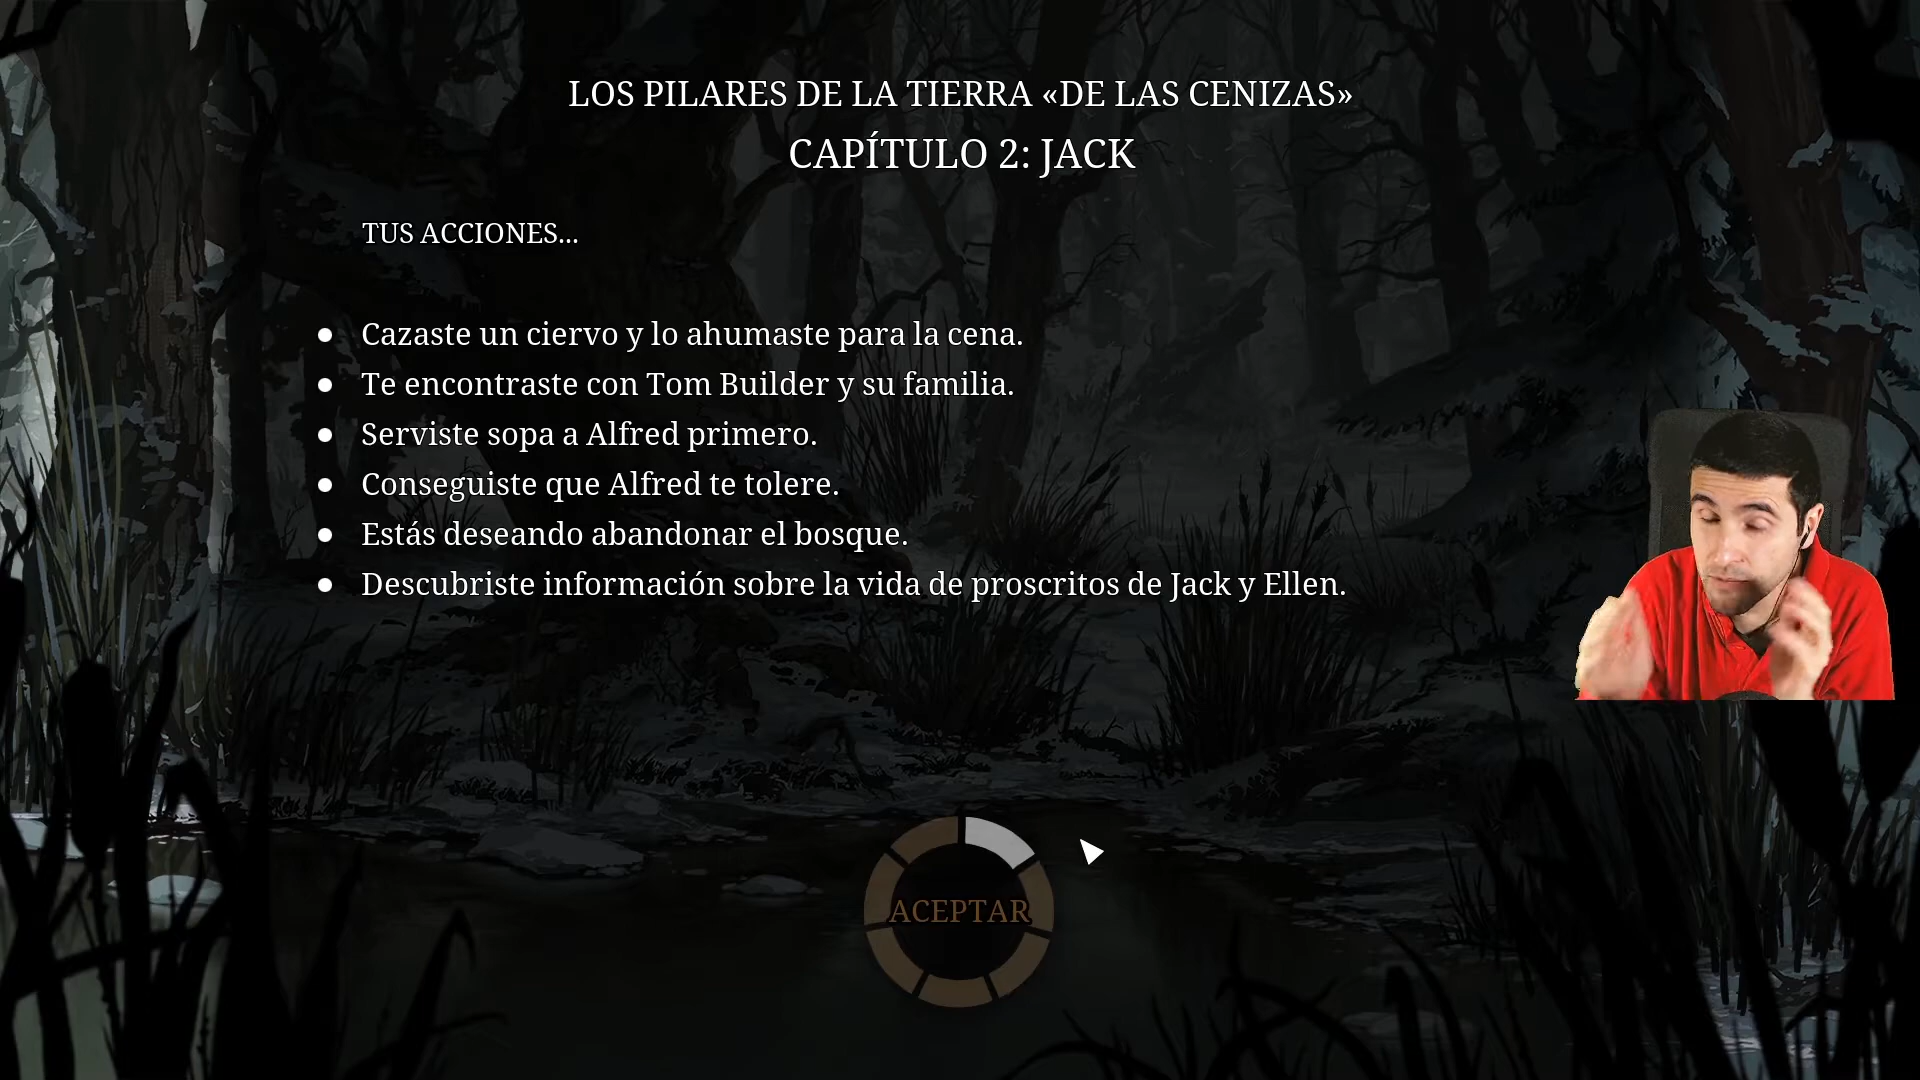 LOS PILARES DE LA TIERRA «DE LAS CENIZAS»
CAPÍTULO 2: JACK
TUS ACCIONES...
Cazaste un ciervo y lo ahumaste para la cena.
Te encontraste con Tom Builder y su familia.
Serviste sopa a Alfred primero.
Conseguiste que Alfred te tolere.
Estás deseando abandonar el bosque.
Descubriste información sobre la vida de proscritos de Jack y Ellen.
ACEPTAR